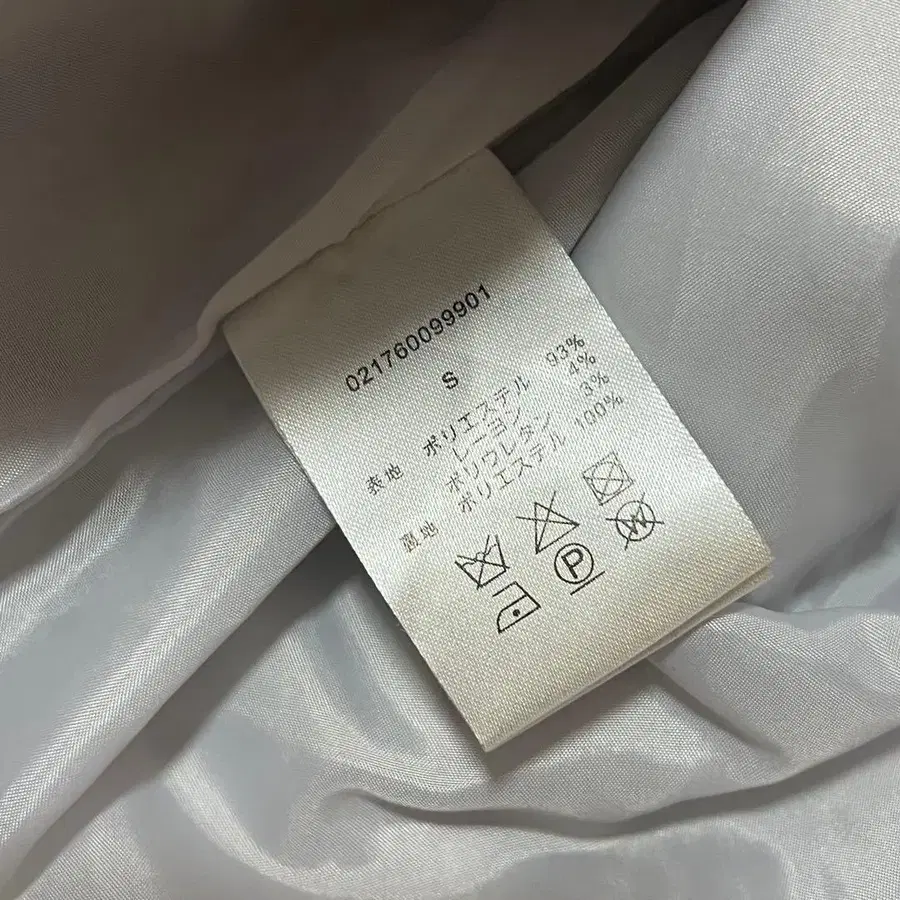 021760099901
S
表地 ポリエステル 93%
レーヨン 4%
ポリウレタン 3%
裏地 ポリエステル 100%
P
W